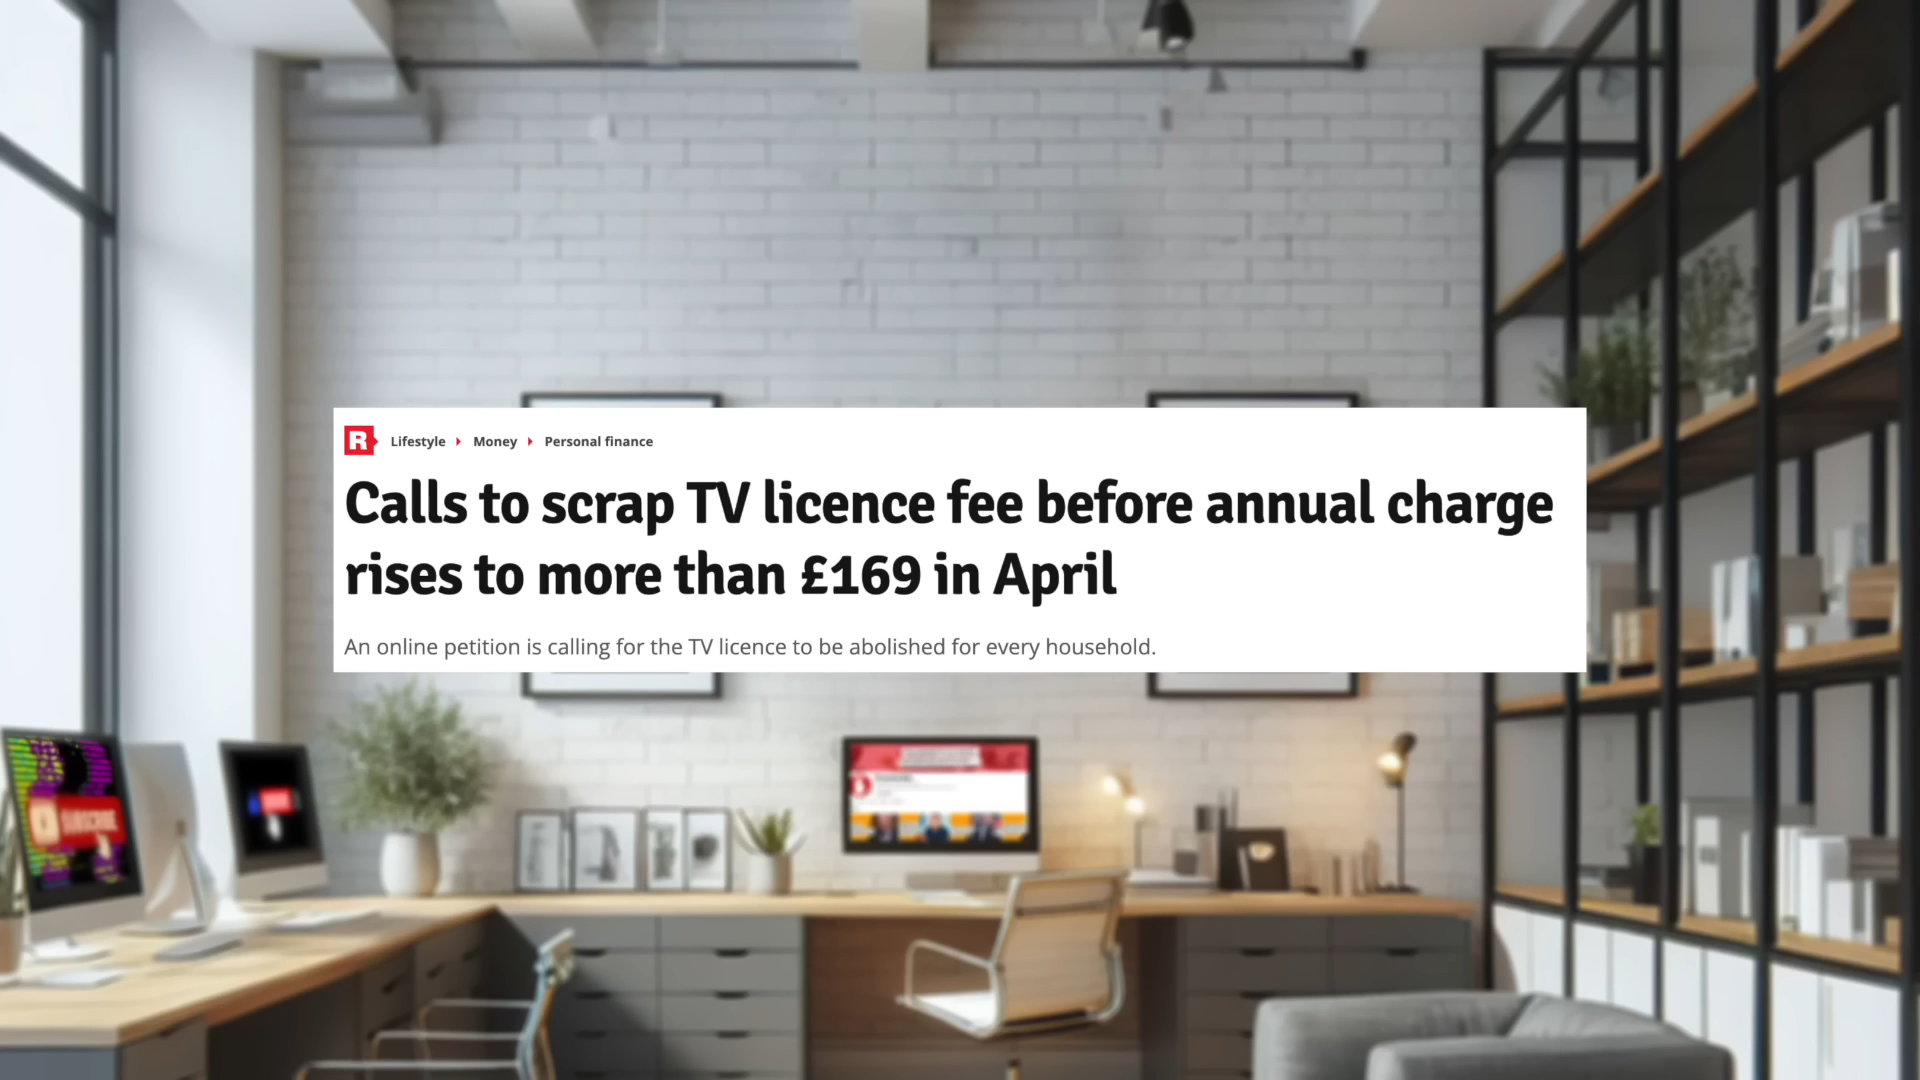 R Lifestyle Money Personal finance
Calls to scrap TV licence fee before annual charge
rises to more than £169 in April
An online petition is calling for the TV licence to be abolished for every household.
SUBSCRIBE